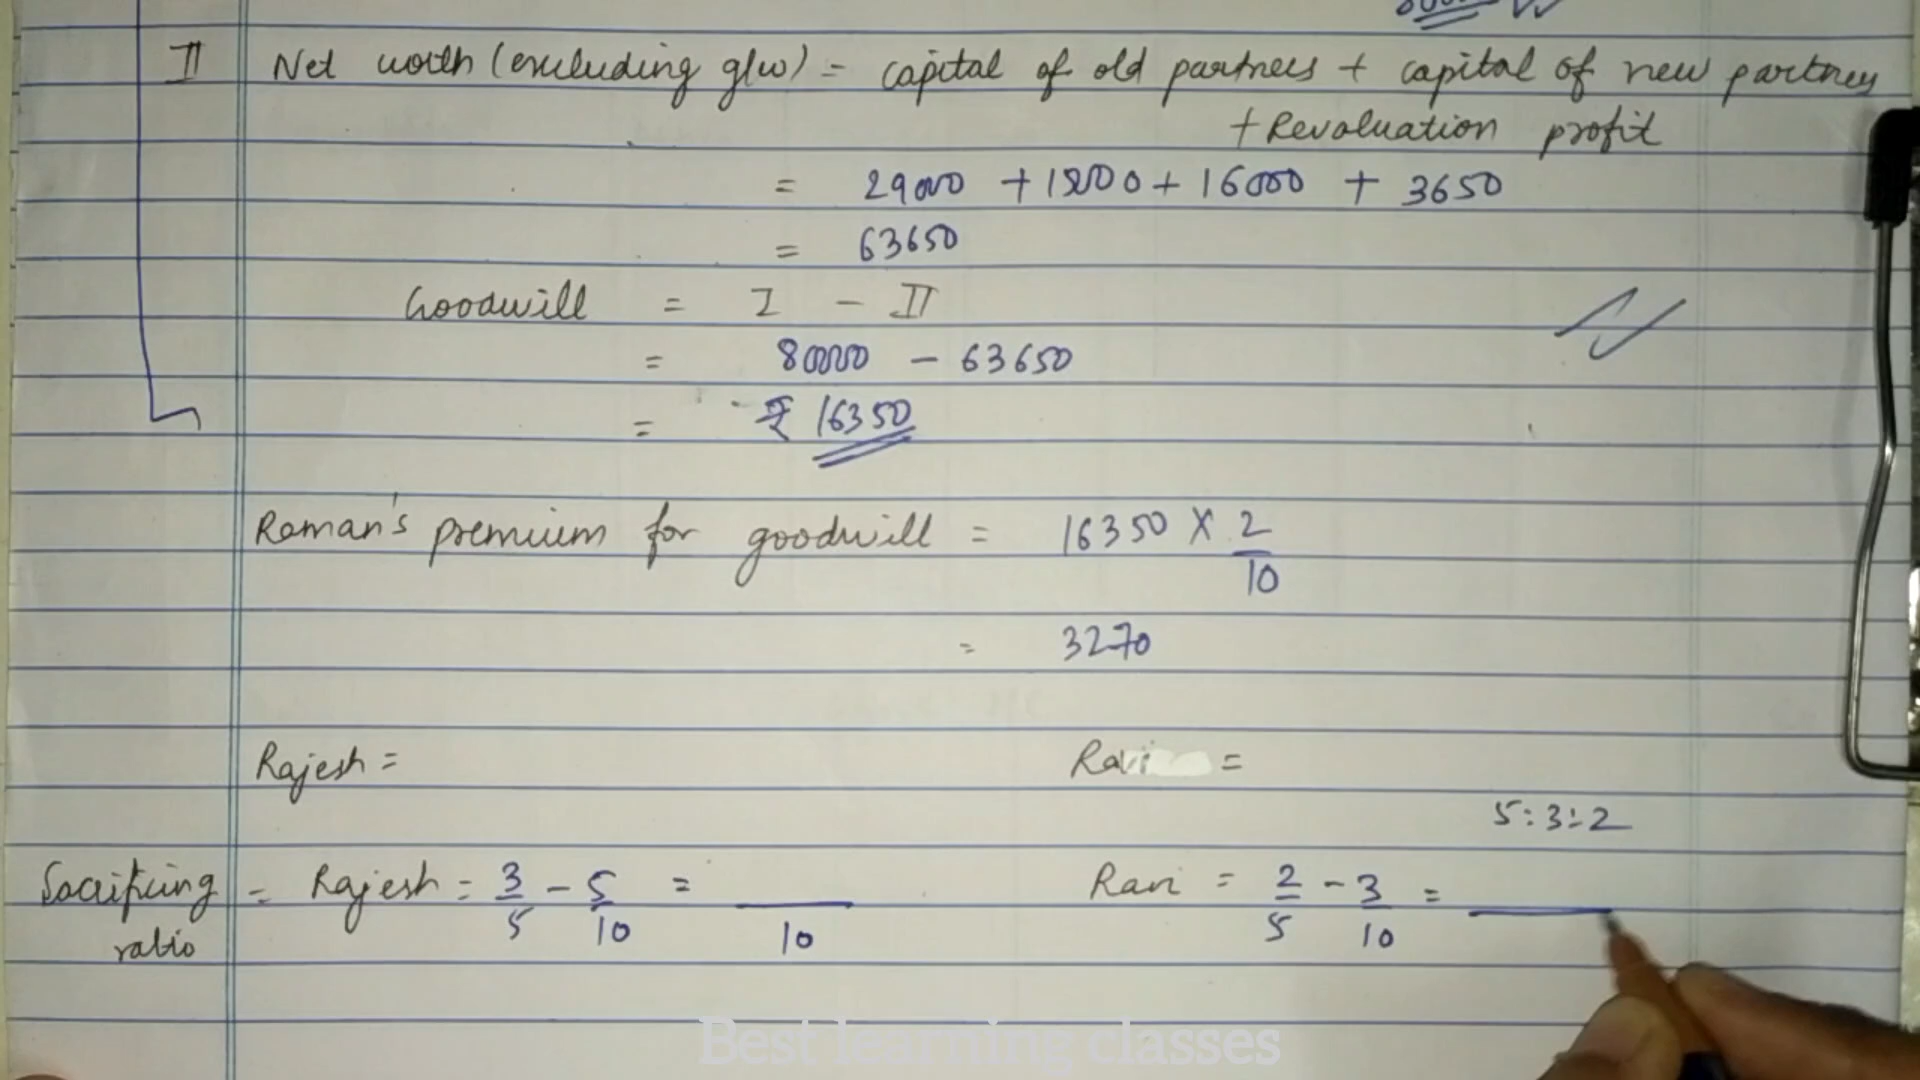 II Net worth (excluding g/w) = capital of old partners + capital of new partner
+ Revaluation profit
= 29000 + 15000 + 16000 + 3650
= 63650
Goodwill = I - II
= 80000 - 63650
= ₹ 16350
Raman's premium for goodwill = 16350 X 2/10
= 3270
Rajesh = Ravi =
5:3:2
Sacrificing ratio = Rajesh = 3/5 - 5/10 = /10 Ravi = 2/5 - 3/10 =
Best learning classes